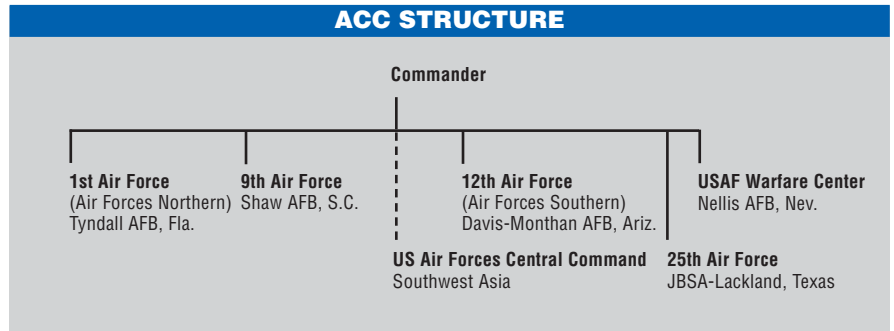 ACC STRUCTURE
Commander
1st Air Force
(Air Forces Northern)
Tyndall AFB, Fla.
9th Air Force
Shaw AFB, S.C.
12th Air Force
(Air Forces Southern)
Davis-Monthan AFB, Ariz.
USAF Warfare Center
Nellis AFB, Nev.
US Air Forces Central Command
Southwest Asia
25th Air Force
JBSA-Lackland, Texas